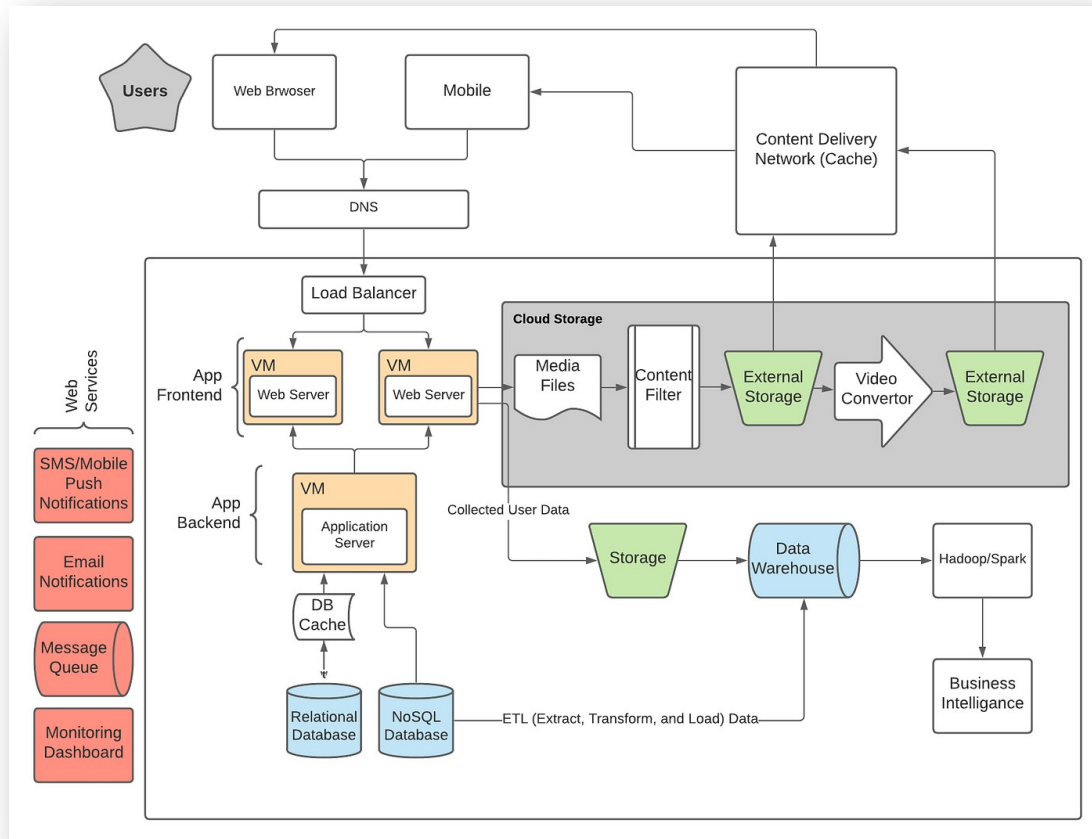 Users
Web Brwoser
Mobile
Content Delivery
Network (Cache)
DNS
Load Balancer
Cloud Storage
App
Frontend
VM
Web Server
VM
Web Server
Media
Files
Content
Filter
External
Storage
Video
Convertor
External
Storage
Web
Services
SMS/Mobile
Push
Notifications
Email
Notifications
Message
Queue
Monitoring
Dashboard
App
Backend
VM
Application
Server
Collected User Data
Storage
Data
Warehouse
Hadoop/Spark
DB
Cache
Relational
Database
NoSQL
Database
ETL (Extract, Transform, and Load) Data
Business
Intelligance